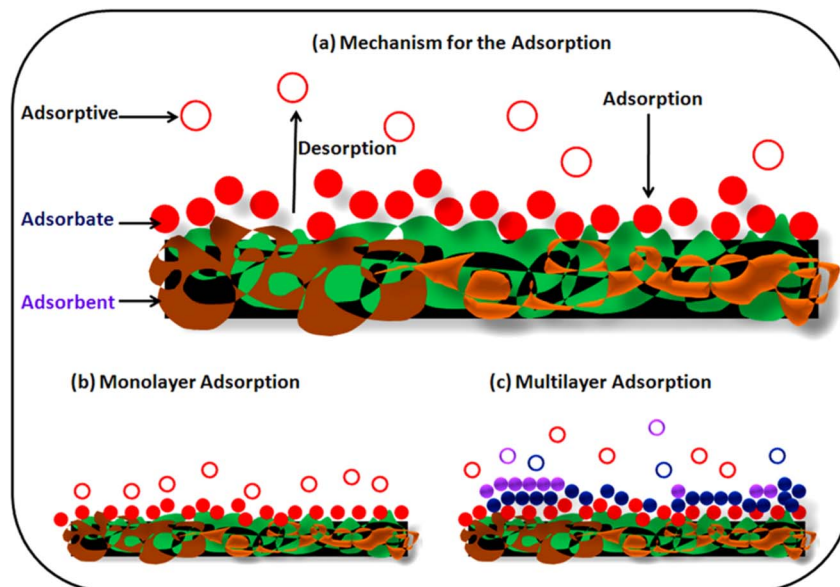 (a) Mechanism for the Adsorption
Adsorptive
Adsorption
Desorption
Adsorbate
Adsorbent
(b) Monolayer Adsorption
(c) Multilayer Adsorption